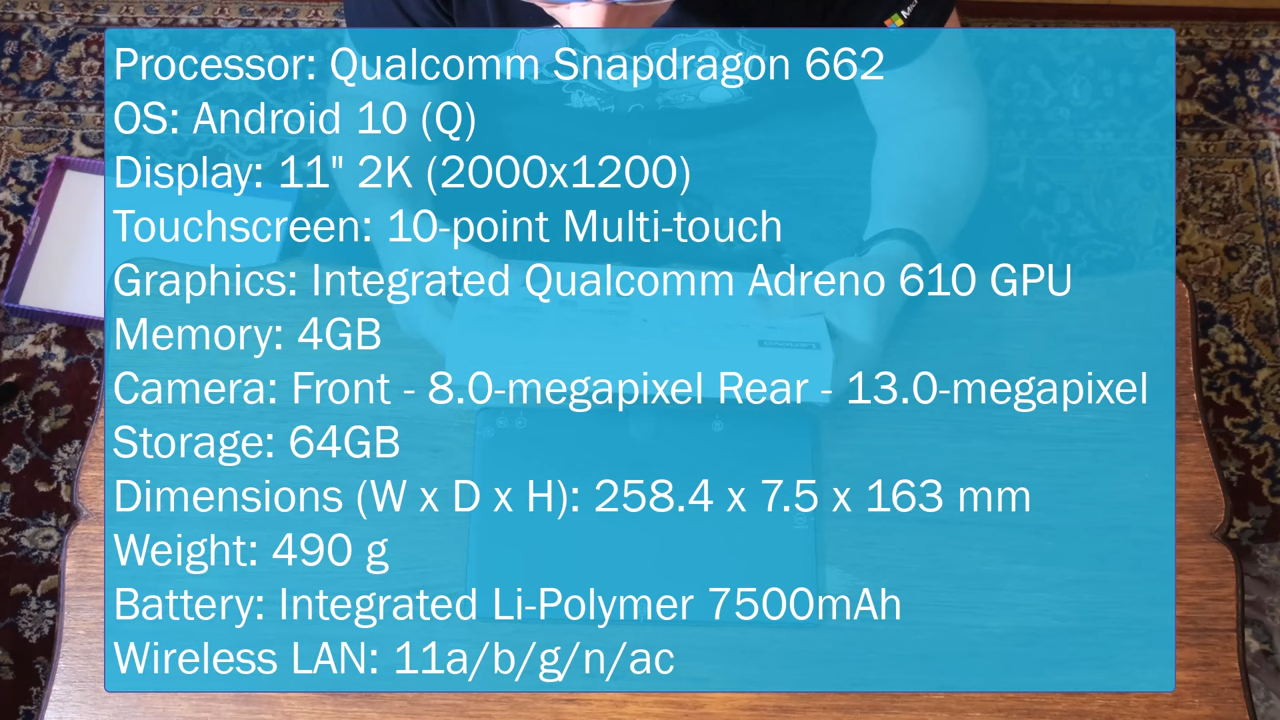 Processor: Qualcomm Snapdragon 662
OS: Android 10 (Q)
Display: 11" 2K (2000x1200)
Touchscreen: 10-point Multi-touch
Graphics: Integrated Qualcomm Adreno 610 GPU
Memory: 4GB
Camera: Front - 8.0-megapixel Rear - 13.0-megapixel
Storage: 64GB
Dimensions (W x D x H): 258.4 x 7.5 x 163 mm
Weight: 490 g
Battery: Integrated Li-Polymer 7500mAh
Wireless LAN: 11a/b/g/n/ac
Lenovo